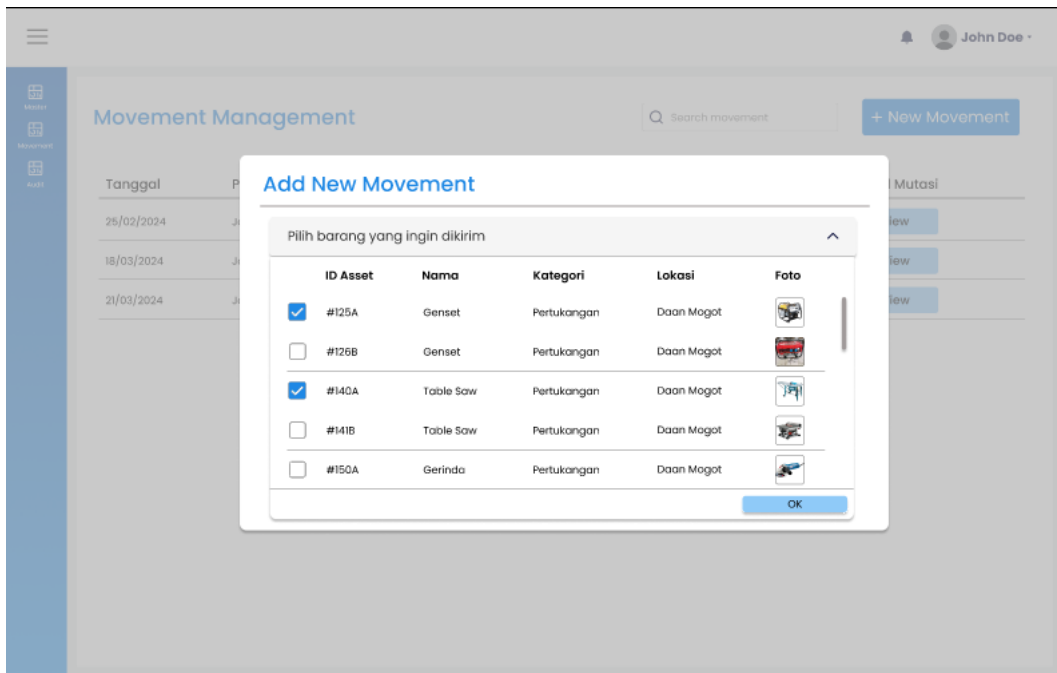 John Doe
Master
Movement Management
Search movement
+ New Movement
Movement
Audit
Add New Movement
Tanggal
Mutasi
Pilih barang yang ingin dikirim
25/02/2024
ID Asset Nama Kategori Lokasi Foto
18/03/2024
#125A Genset Pertukangan Daan Mogot
21/03/2024
#126B Genset Pertukangan Daan Mogot
#140A Table Saw Pertukangan Daan Mogot
#141B Table Saw Pertukangan Daan Mogot
#150A Gerinda Pertukangan Daan Mogot
OK